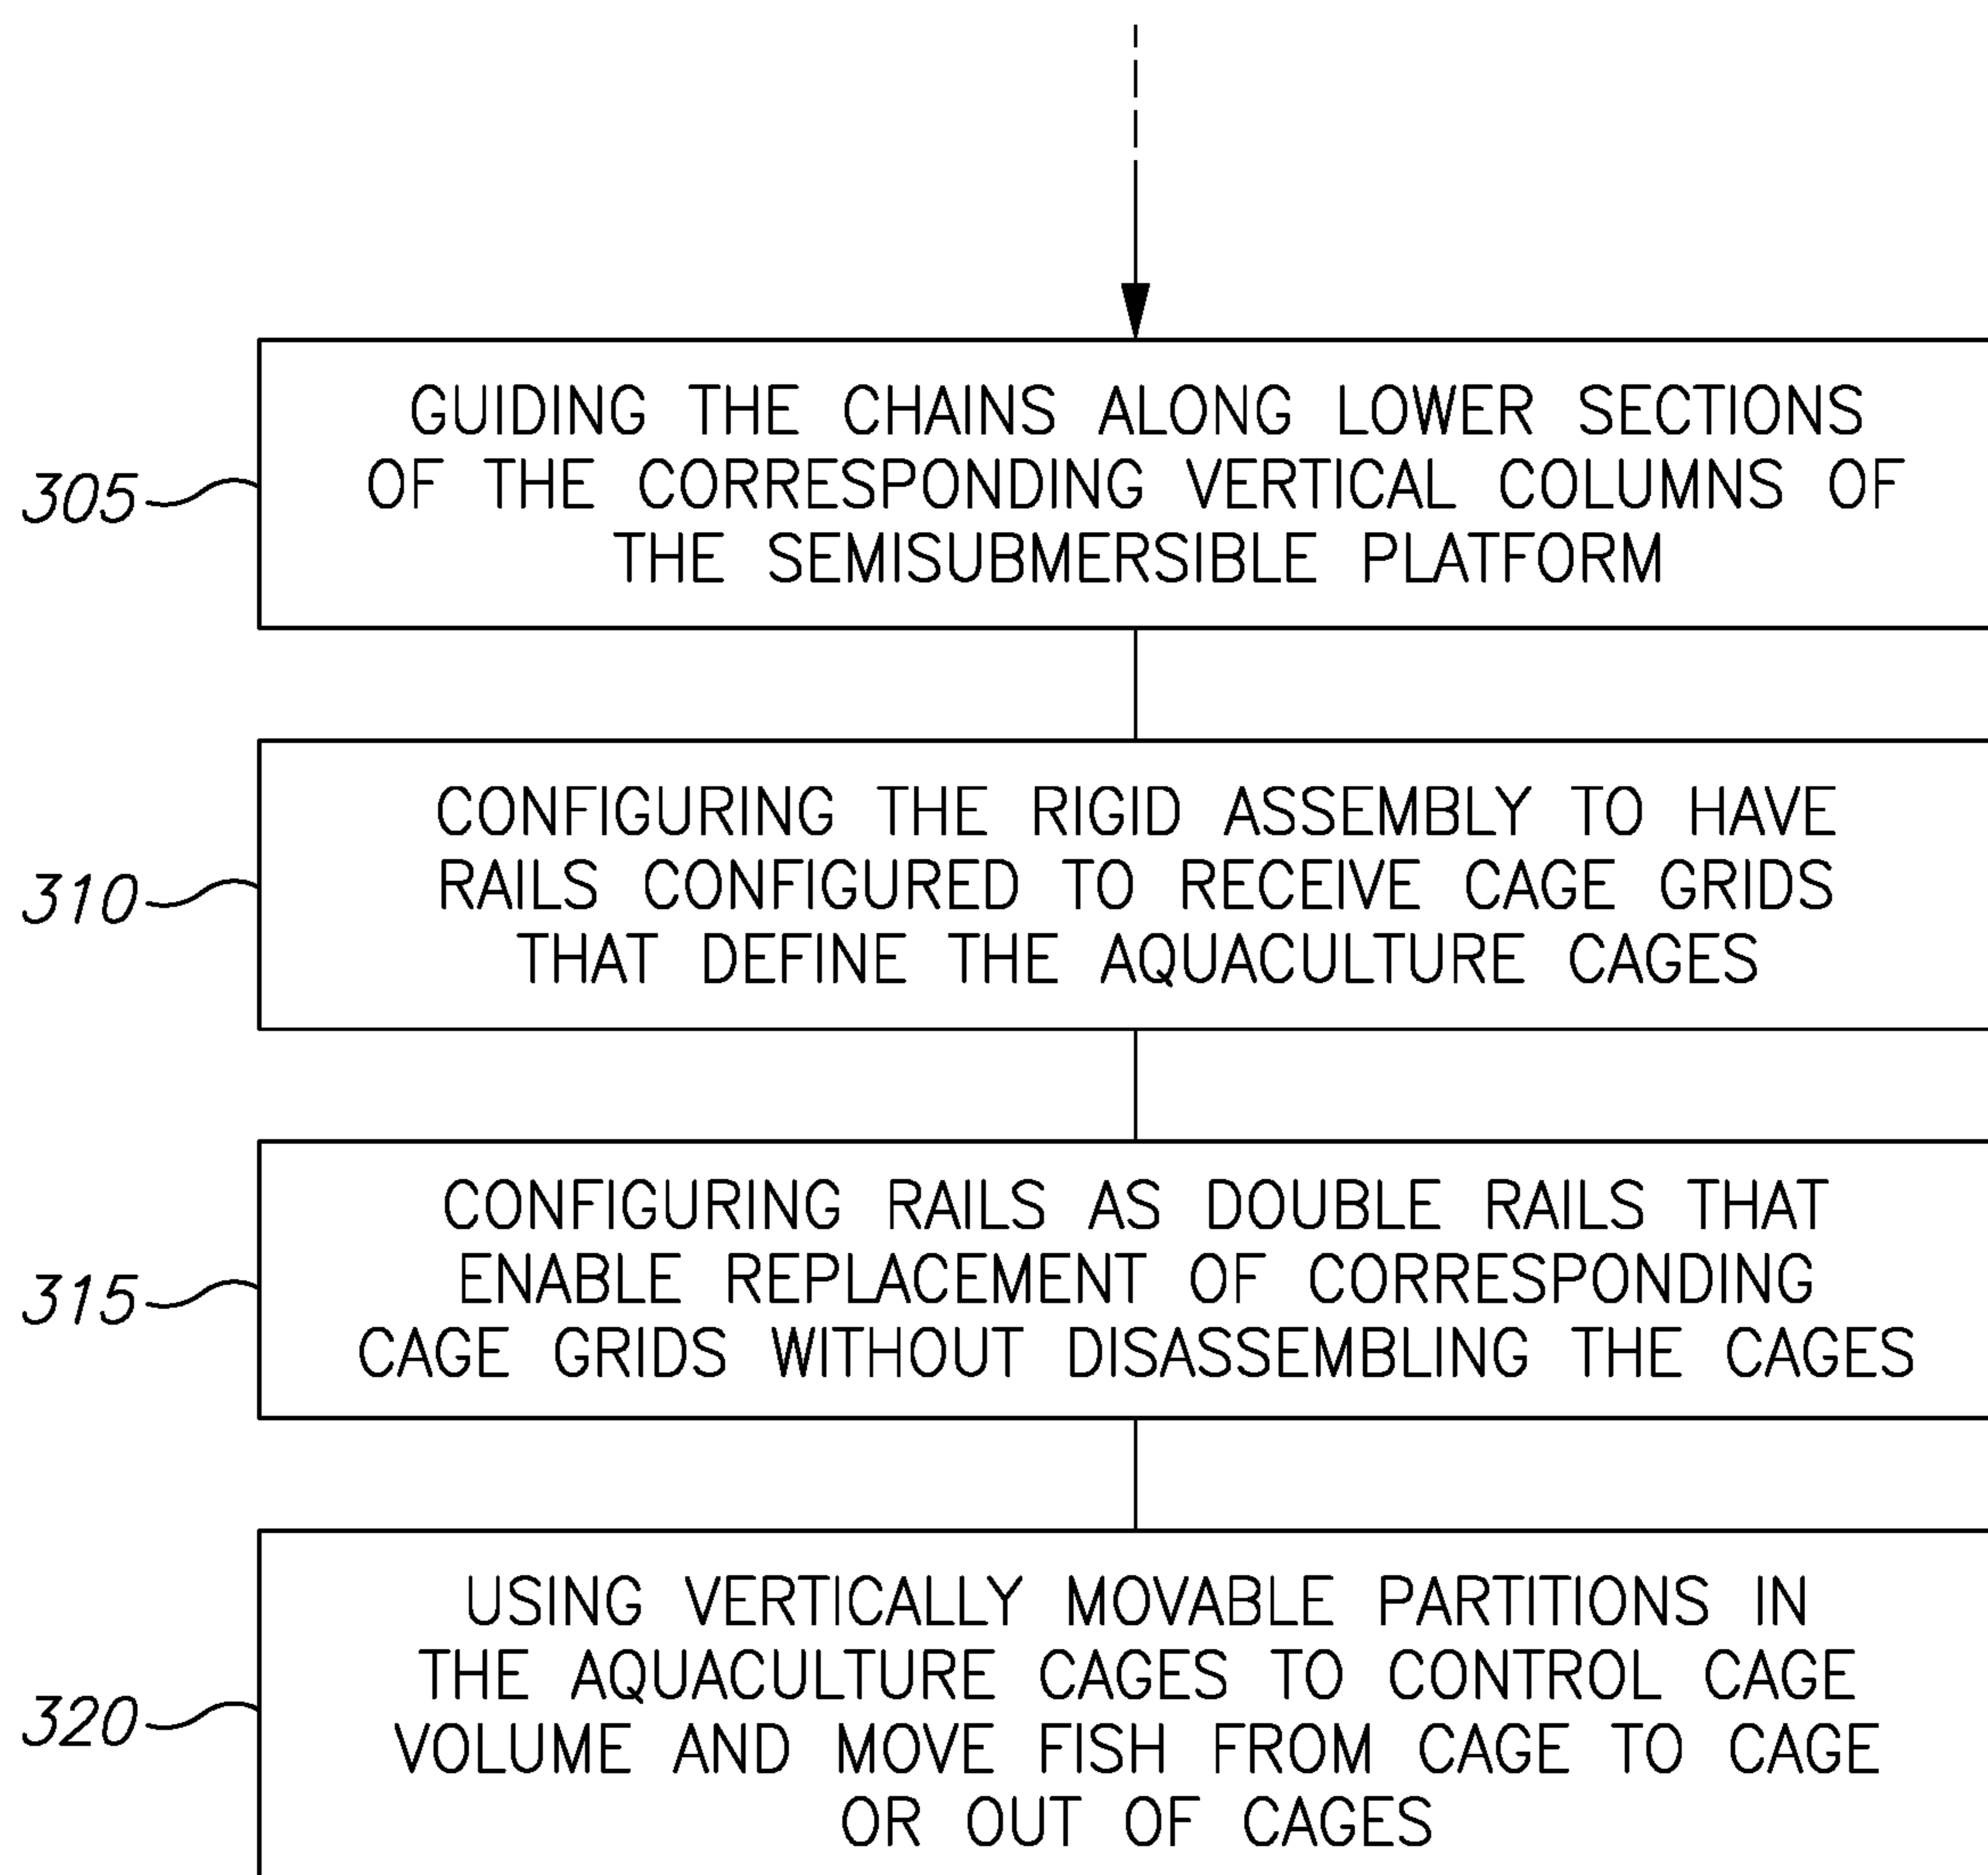 GUIDING THE CHAINS ALONG LOWER SECTIONS
OF THE CORRESPONDING VERTICAL COLUMNS OF
THE SEMISUBMERSIBLE PLATFORM
305
CONFIGURING THE RIGID ASSEMBLY TO HAVE
RAILS CONFIGURED TO RECEIVE CAGE GRIDS
THAT DEFINE THE AQUACULTURE CAGES
310
CONFIGURING RAILS AS DOUBLE RAILS THAT
ENABLE REPLACEMENT OF CORRESPONDING
CAGE GRIDS WITHOUT DISASSEMBLING THE CAGES
315
USING VERTICALLY MOVABLE PARTITIONS IN
THE AQUACULTURE CAGES TO CONTROL CAGE
VOLUME AND MOVE FISH FROM CAGE TO CAGE
OR OUT OF CAGES
320